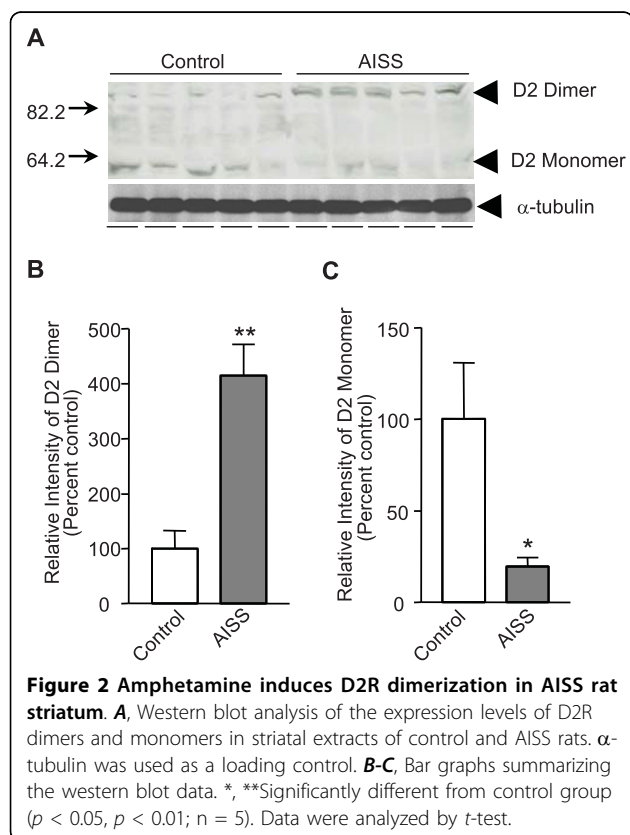 A
Control AISS
82.2 D2 Dimer
64.2 D2 Monomer
α-tubulin
B
Relative Intensity of D2 Dimer
(Percent control)
500
400
300
200
100
0
**
Control
AISS
C
Relative Intensity of D2 Monomer
(Percent control)
150
100
50
0
*
Control
AISS
Figure 2 Amphetamine induces D2R dimerization in AISS rat
striatum. A, Western blot analysis of the expression levels of D2R
dimers and monomers in striatal extracts of control and AISS rats. α-
tubulin was used as a loading control. B-C, Bar graphs summarizing
the western blot data. *, **Significantly different from control group
(p < 0.05, p < 0.01; n = 5). Data were analyzed by t-test.